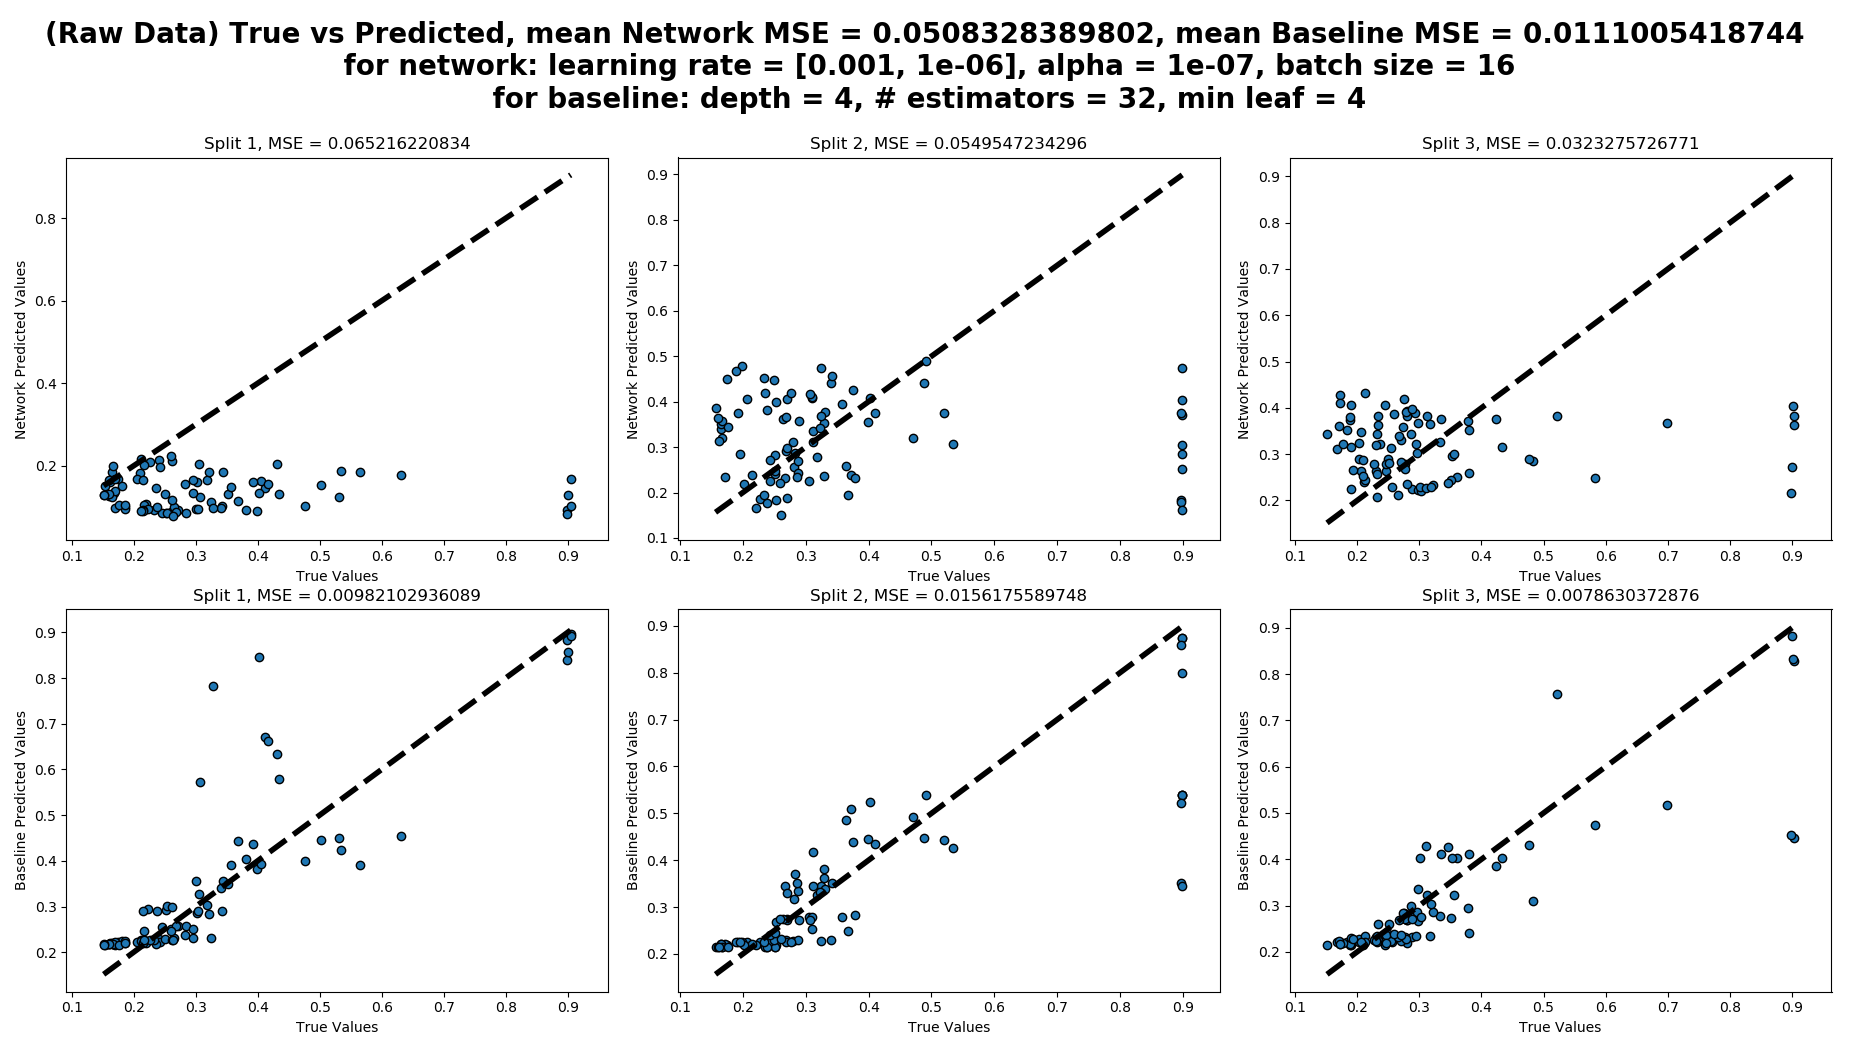 (Raw Data) True vs Predicted, mean Network MSE = 0.0508328389802, mean Baseline MSE = 0.0111005418744
for network: learning rate = [0.001, 1e-06], alpha = 1e-07, batch size = 16
for baseline: depth = 4, # estimators = 32, min leaf = 4
Split 1, MSE = 0.065216220834
Network Predicted Values
0.8
0.6
0.4
0.2
0.1 0.2 0.3 0.4 0.5 0.6 0.7 0.8 0.9
True Values
Split 2, MSE = 0.0549547234296
Network Predicted Values
0.9
0.8
0.7
0.6
0.5
0.4
0.3
0.2
0.1
0.1 0.2 0.3 0.4 0.5 0.6 0.7 0.8 0.9
True Values
Split 3, MSE = 0.0323275726771
Network Predicted Values
0.9
0.8
0.7
0.6
0.5
0.4
0.3
0.2
0.1 0.2 0.3 0.4 0.5 0.6 0.7 0.8 0.9
True Values
Split 1, MSE = 0.00982102936089
Baseline Predicted Values
0.9
0.8
0.7
0.6
0.5
0.4
0.3
0.2
0.1 0.2 0.3 0.4 0.5 0.6 0.7 0.8 0.9
True Values
Split 2, MSE = 0.0156175589748
Baseline Predicted Values
0.9
0.8
0.7
0.6
0.5
0.4
0.3
0.2
0.1 0.2 0.3 0.4 0.5 0.6 0.7 0.8 0.9
True Values
Split 3, MSE = 0.0078630372876
Baseline Predicted Values
0.9
0.8
0.7
0.6
0.5
0.4
0.3
0.2
0.1 0.2 0.3 0.4 0.5 0.6 0.7 0.8 0.9
True Values